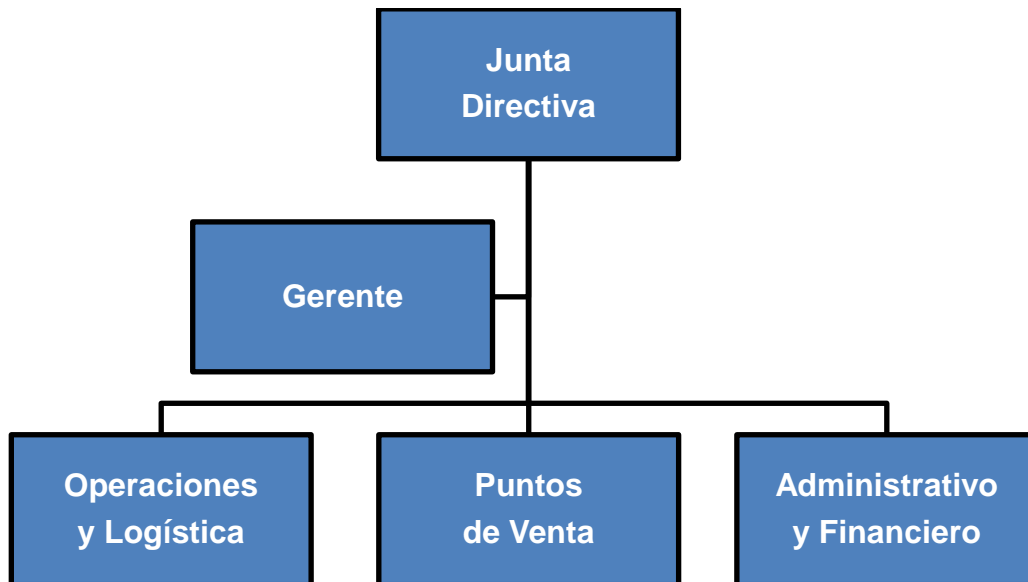 Junta
Directiva
Gerente
Operaciones
y Logística
Puntos
de Venta
Administrativo
y Financiero